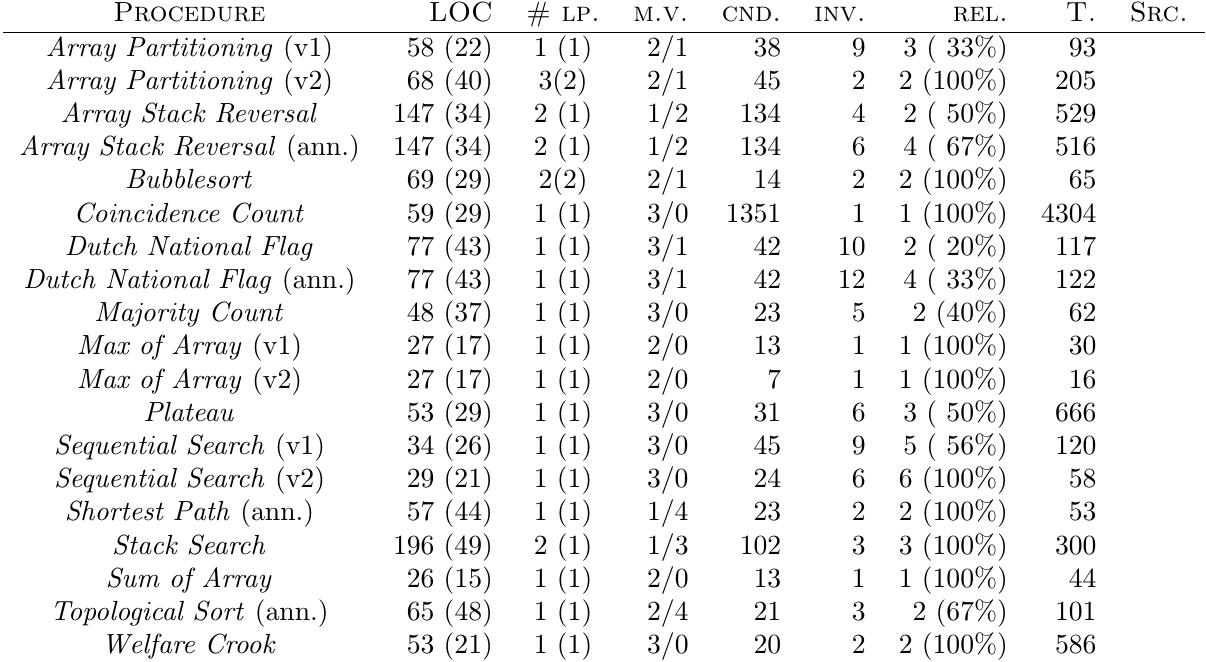 PROCEDURE LOC # LP. M.V. CND. INV. REL. T. SRC.
Array Partitioning (v1) 58 (22) 1 (1) 2/1 38 9 3 ( 33%) 93
Array Partitioning (v2) 68 (40) 3(2) 2/1 45 2 2 (100%) 205
Array Stack Reversal 147 (34) 2 (1) 1/2 134 4 2 ( 50%) 529
Array Stack Reversal (ann.) 147 (34) 2 (1) 1/2 134 6 4 ( 67%) 516
Bubblesort 69 (29) 2(2) 2/1 14 2 2 (100%) 65
Coincidence Count 59 (29) 1 (1) 3/0 1351 1 1 (100%) 4304
Dutch National Flag 77 (43) 1 (1) 3/1 42 10 2 ( 20%) 117
Dutch National Flag (ann.) 77 (43) 1 (1) 3/1 42 12 4 ( 33%) 122
Majority Count 48 (37) 1 (1) 3/0 23 5 2 (40%) 62
Max of Array (v1) 27 (17) 1 (1) 2/0 13 1 1 (100%) 30
Max of Array (v2) 27 (17) 1 (1) 2/0 7 1 1 (100%) 16
Plateau 53 (29) 1 (1) 3/0 31 6 3 ( 50%) 666
Sequential Search (v1) 34 (26) 1 (1) 3/0 45 9 5 ( 56%) 120
Sequential Search (v2) 29 (21) 1 (1) 3/0 24 6 6 (100%) 58
Shortest Path (ann.) 57 (44) 1 (1) 1/4 23 2 2 (100%) 53
Stack Search 196 (49) 2 (1) 1/3 102 3 3 (100%) 300
Sum of Array 26 (15) 1 (1) 2/0 13 1 1 (100%) 44
Topological Sort (ann.) 65 (48) 1 (1) 2/4 21 3 2 (67%) 101
Welfare Crook 53 (21) 1 (1) 3/0 20 2 2 (100%) 586